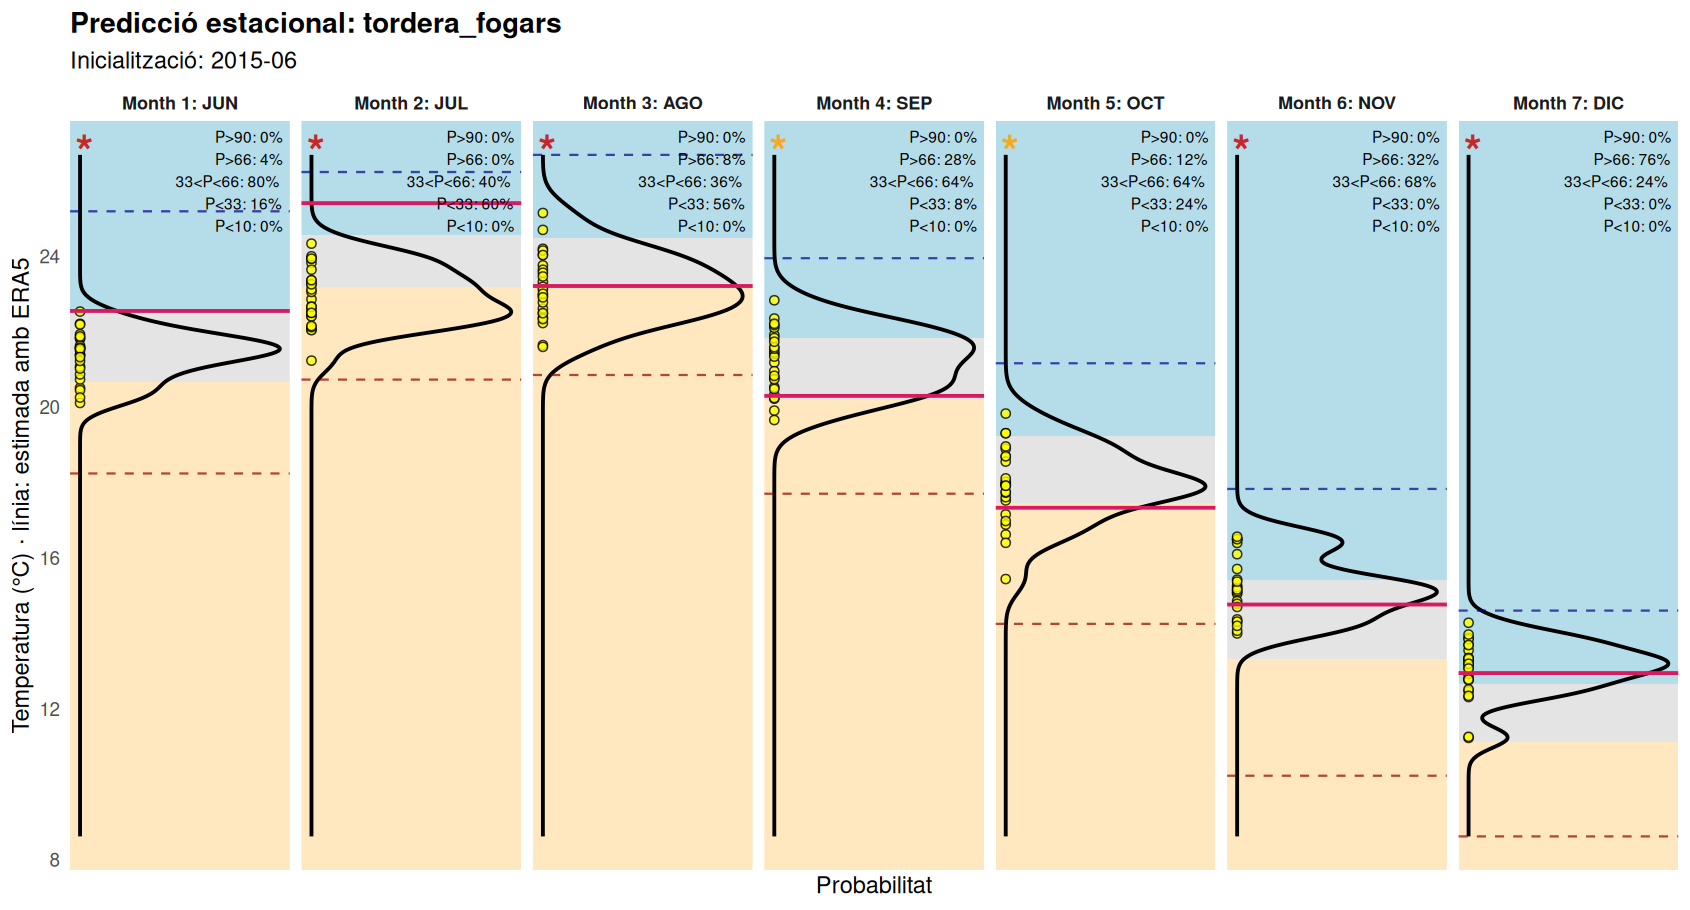 Predicció estacional: tordera_fogars
Inicialització: 2015-06
Month 1: JUN
P>90: 0%
P>66: 4%
33<P<66: 80%
P<33: 16%
P<10: 0%
Month 2: JUL
P>90: 0%
P>66: 0%
33<P<66: 40%
P<33: 60%
P<10: 0%
Month 3: AGO
P>90: 0%
P>66: 8%
33<P<66: 36%
P<33: 56%
P<10: 0%
Month 4: SEP
P>90: 0%
P>66: 28%
33<P<66: 64%
P<33: 8%
P<10: 0%
Month 5: OCT
P>90: 0%
P>66: 12%
33<P<66: 64%
P<33: 24%
P<10: 0%
Month 6: NOV
P>90: 0%
P>66: 32%
33<P<66: 68%
P<33: 0%
P<10: 0%
Month 7: DIC
P>90: 0%
P>66: 76%
33<P<66: 24%
P<33: 0%
P<10: 0%
Temperatura (°C) · línia: estimada amb ERA5
24
20
16
12
8
Probabilitat